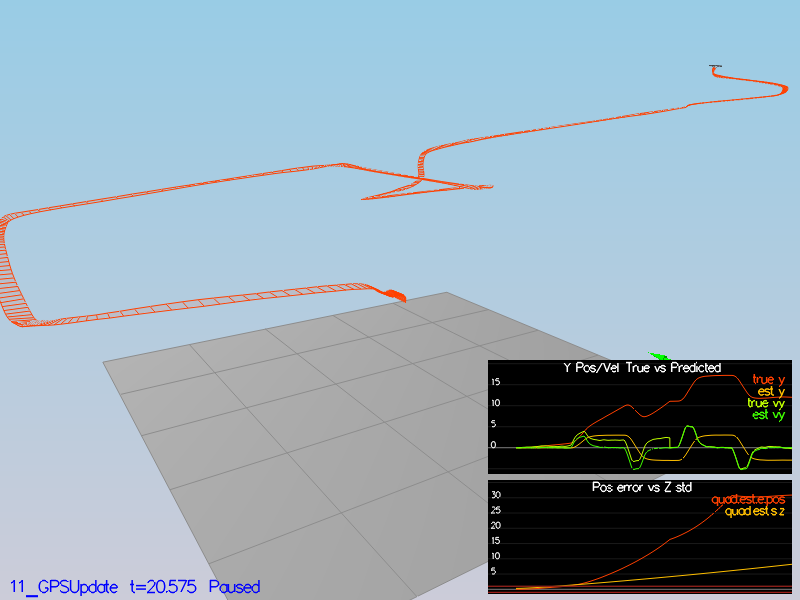 Y Pos/Vel True vs Predicted
true y
15
est y
true vy
10
est vy
5
0
Pos error vs Z std
30
quad.est.e.pos
25
quad.est.s.z
20
15
10
5
11_GPSUpdate t=20.575 Paused